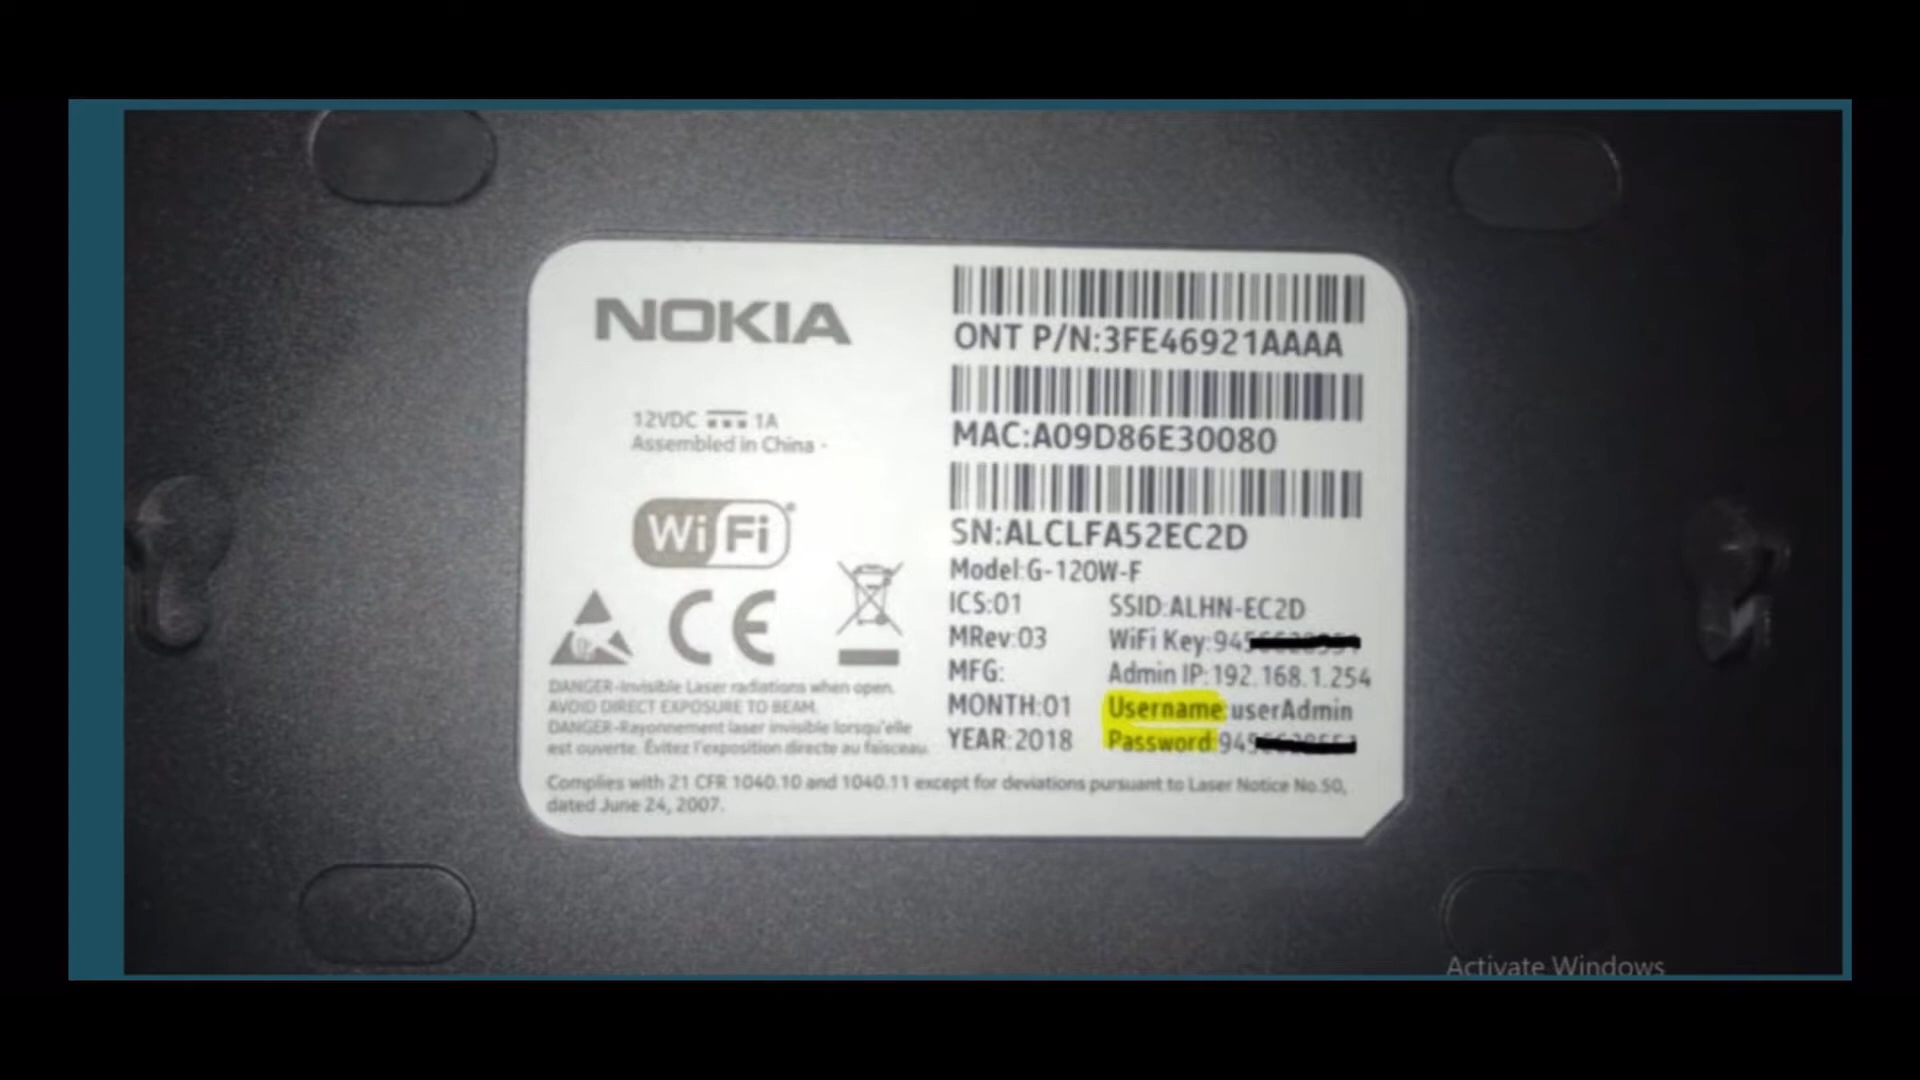 NOKIA
12VDC 1A
Assembled in China -
WiFi
CE
DANGER-Invisible Laser radiations when open.
AVOID DIRECT EXPOSURE TO BEAM.
DANGER-Rayonnement laser invisible lorsqu'elle
est ouverte. Évitez l'exposition directe au faisceau.
ONT P/N:3FE46921AAAA
MAC:A09D86E30080
SN:ALCLFA52EC2D
Model:G-120W-F
ICS:01
SSID:ALHN-EC2D
MRev:03
WiFi Key:945
MFG:
Admin IP:192.168.1.254
MONTH:01
Username:userAdmin
YEAR:2018
Password:945
Complies with 21 CFR 1040.10 and 1040.11 except for deviations pursuant to Laser Notice No.50,
dated June 24, 2007.
Activate Windows